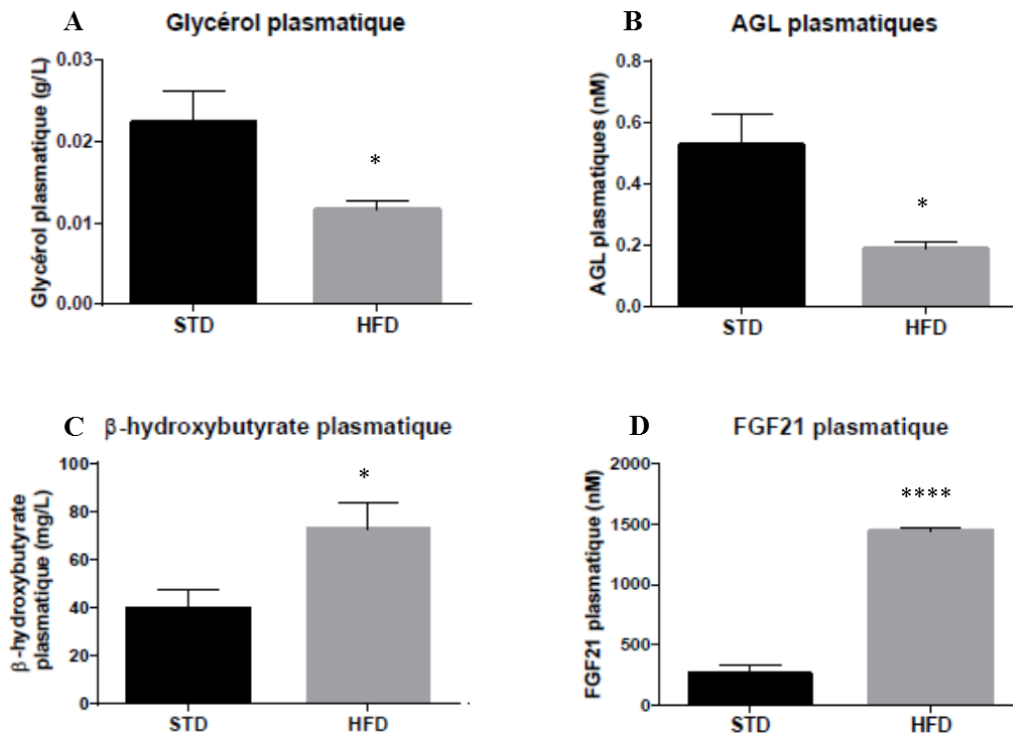 A Glycérol plasmatique
Glycérol plasmatique (g/L)
0.03
0.02
0.01
0.00
*
STD HFD
B AGL plasmatiques
AGL plasmatiques (nM)
0.8
0.6
0.4
0.2
0.0
*
STD HFD
C β-hydroxybutyrate plasmatique
β-hydroxybutyrate
plasmatique (mg/L)
100
80
60
40
20
0
*
STD HFD
D FGF21 plasmatique
FGF21 plasmatique (nM)
2000
1500
1000
500
0
****
STD HFD